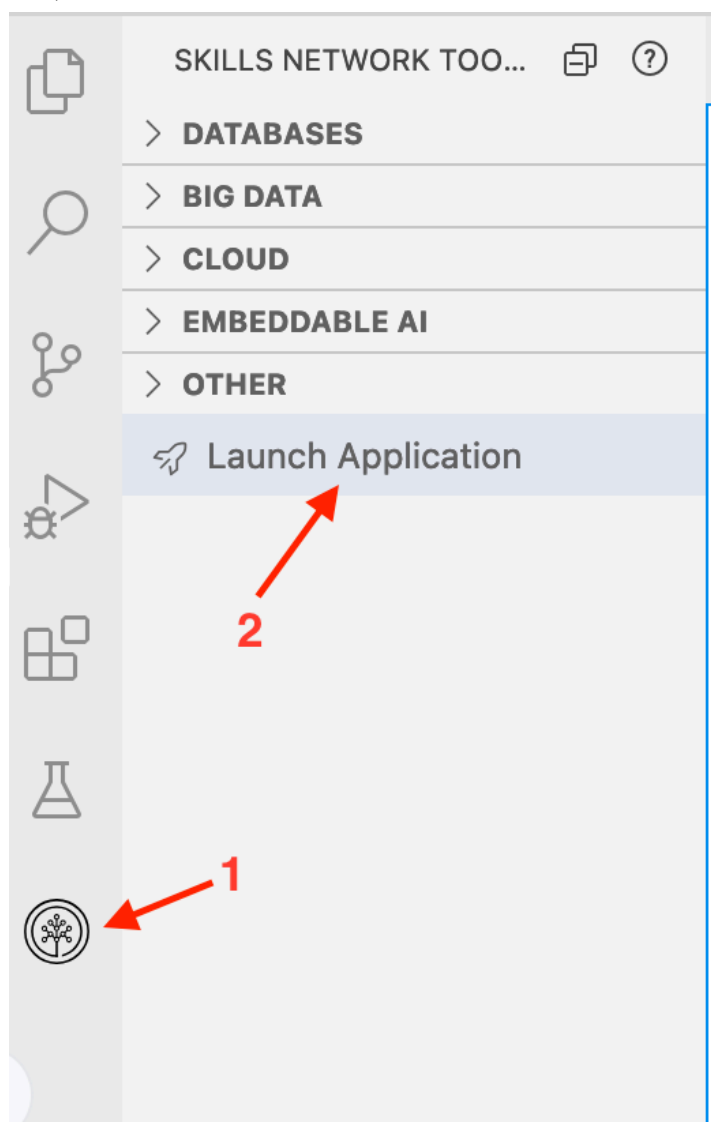 SKILLS NETWORK TOO...
DATABASES
BIG DATA
CLOUD
EMBEDDABLE AI
OTHER
Launch Application
2
1